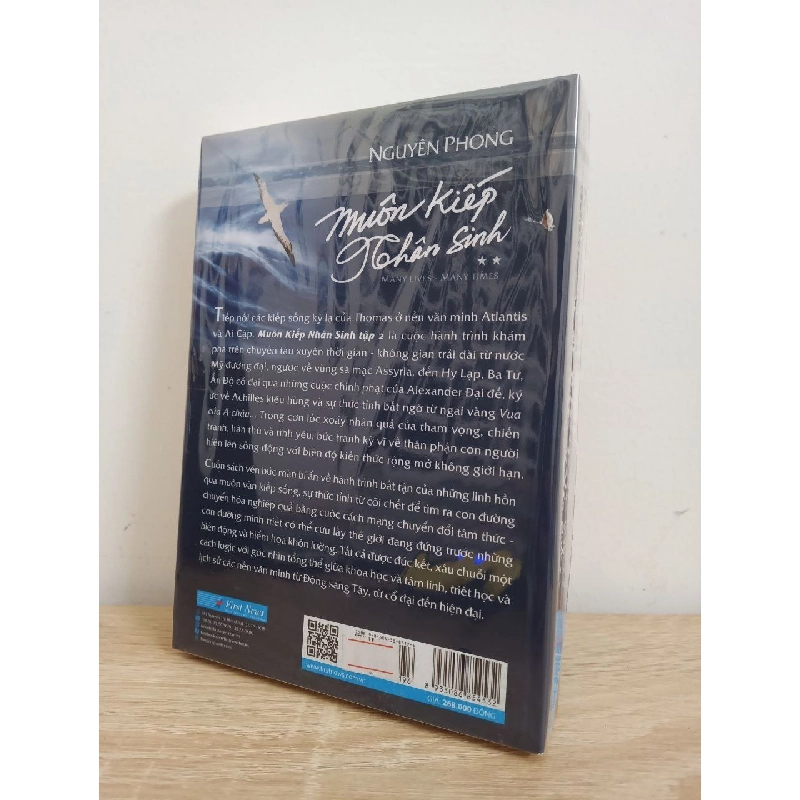 NGUYÊN PHONG
Muôn Kiếp
Nhân Sinh
MANY LIVES - MANY TIMES
Tiếp nối các kiếp sống kỳ lạ của Thomas ở nền văn minh Atlantis
và Ai Cập, Muôn Kiếp Nhân Sinh tập 2 là cuộc hành trình khám
phá trên chuyến tàu xuyên thời gian - không gian trải dài từ nước
Mỹ đương đại, ngược về vùng sa mạc Assyria, đến Hy Lạp, Ba Tư,
Ấn Độ cổ đại qua những cuộc chinh phạt của Alexander Đại đế, ký
ức về Achilles kiêu hùng và sự thức tỉnh bất ngờ từ ngai vàng Vua
của Á châu... Trong cơn lốc xoáy nhân quả của tham vọng, chiến
tranh, hận thù và tình yêu, bức tranh kỳ vĩ về thân phận con người
hiện lên sống động với biên độ kiến thức rộng mở không giới hạn.
Cuốn sách vén bức màn bí ẩn về hành trình bất tận của những linh hồn
qua muôn vàn kiếp sống, sự thức tỉnh từ cõi chết để tìm ra con đường
chuyển hóa nghiệp quả bằng cuộc cách mạng chuyển đổi tâm thức -
con đường minh triết có thể cứu lấy thế giới đang đứng trước những
biến động và hiểm họa khôn lường. Tất cả được đúc kết, xâu chuỗi một
cách logic với góc nhìn tổng thể giữa khoa học và tâm linh, triết học và
lịch sử các nền văn minh từ Đông sang Tây, từ cổ đại đến hiện đại.
First News
GIÁ: 268.000 ĐỒNG